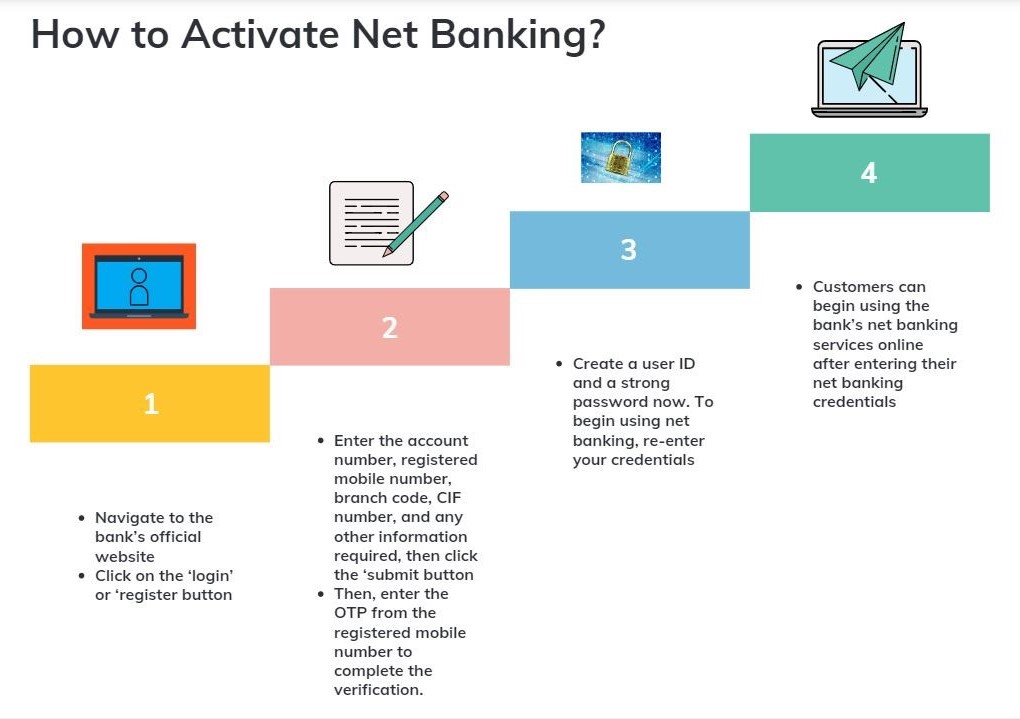 How to Activate Net Banking?
1
Navigate to the
bank's official
website
Click on the ‘login’
or ‘register button
2
Enter the account
number, registered
mobile number,
branch code, CIF
number, and any
other information
required, then click
the ‘submit button
Then, enter the
OTP from the
registered mobile
number to
complete the
verification.
3
Create a user ID
and a strong
password now. To
begin using net
banking, re-enter
your credentials
4
Customers can
begin using the
bank’s net banking
services online
after entering their
net banking
credentials